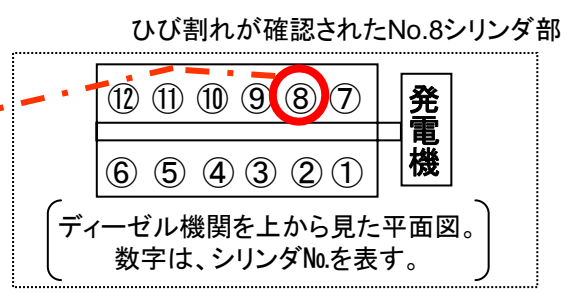 ひび割れが確認されたNo.8シリンダ部
⑫ ⑪ ⑩ ⑨ ⑧ ⑦
発電機
⑥ ⑤ ④ ③ ② ①
ディーゼル機関を上から見た平面図。
数字は、シリンダ№を表す。